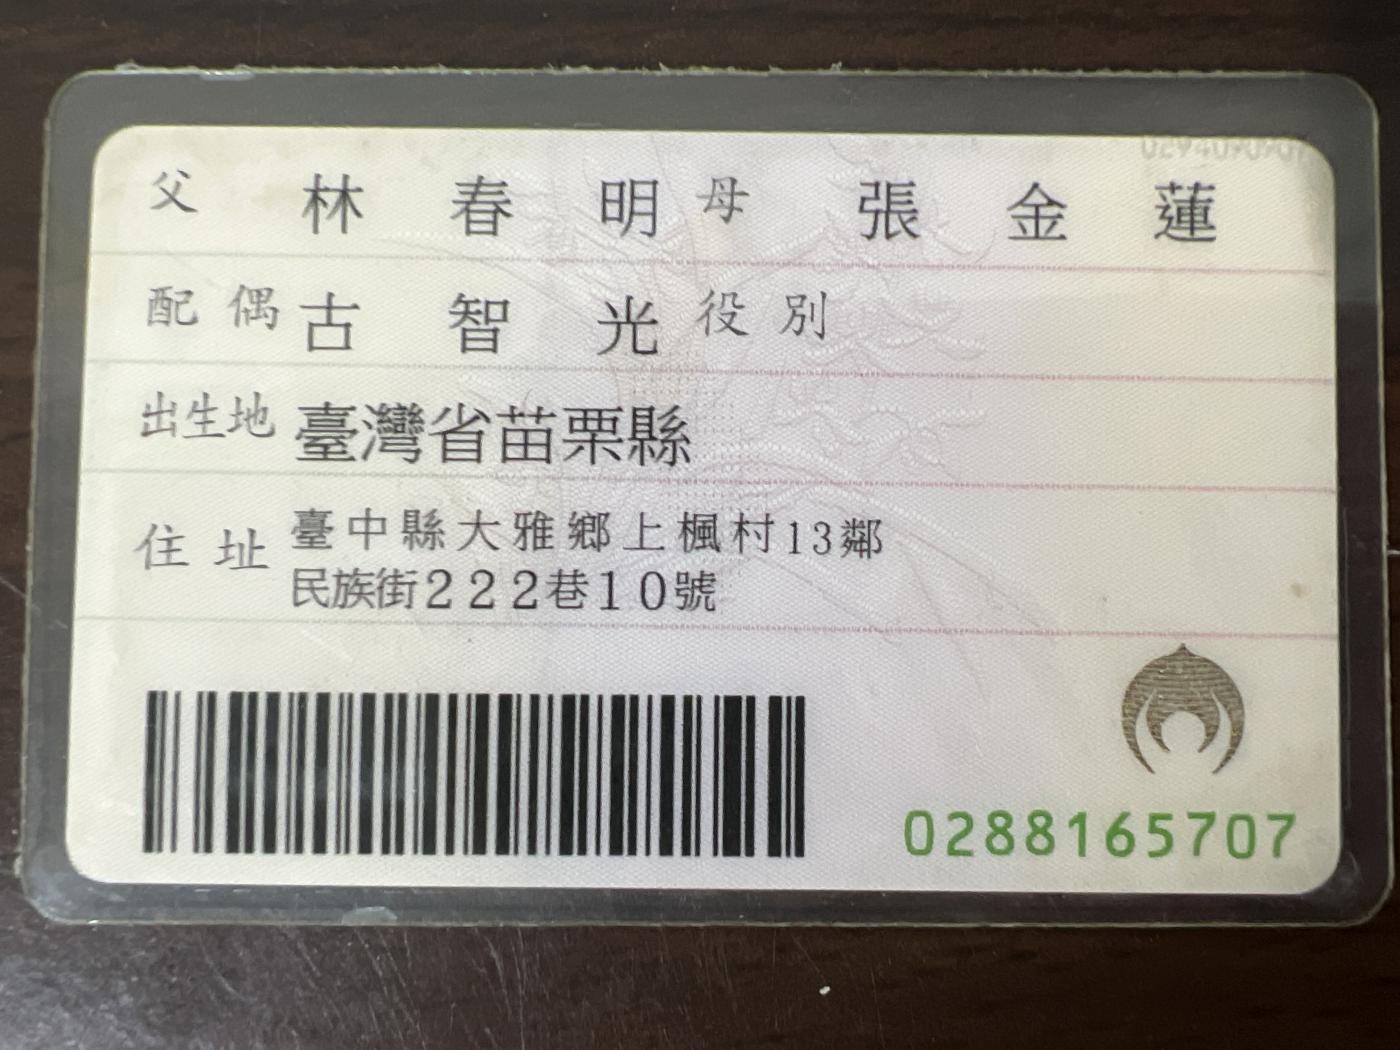 父 林春明 母 張金蓮
配偶 古智光 役別
出生地 臺灣省苗栗縣
住址 臺中縣大雅鄉上楓村13鄰
民族街222巷10號
0288165707